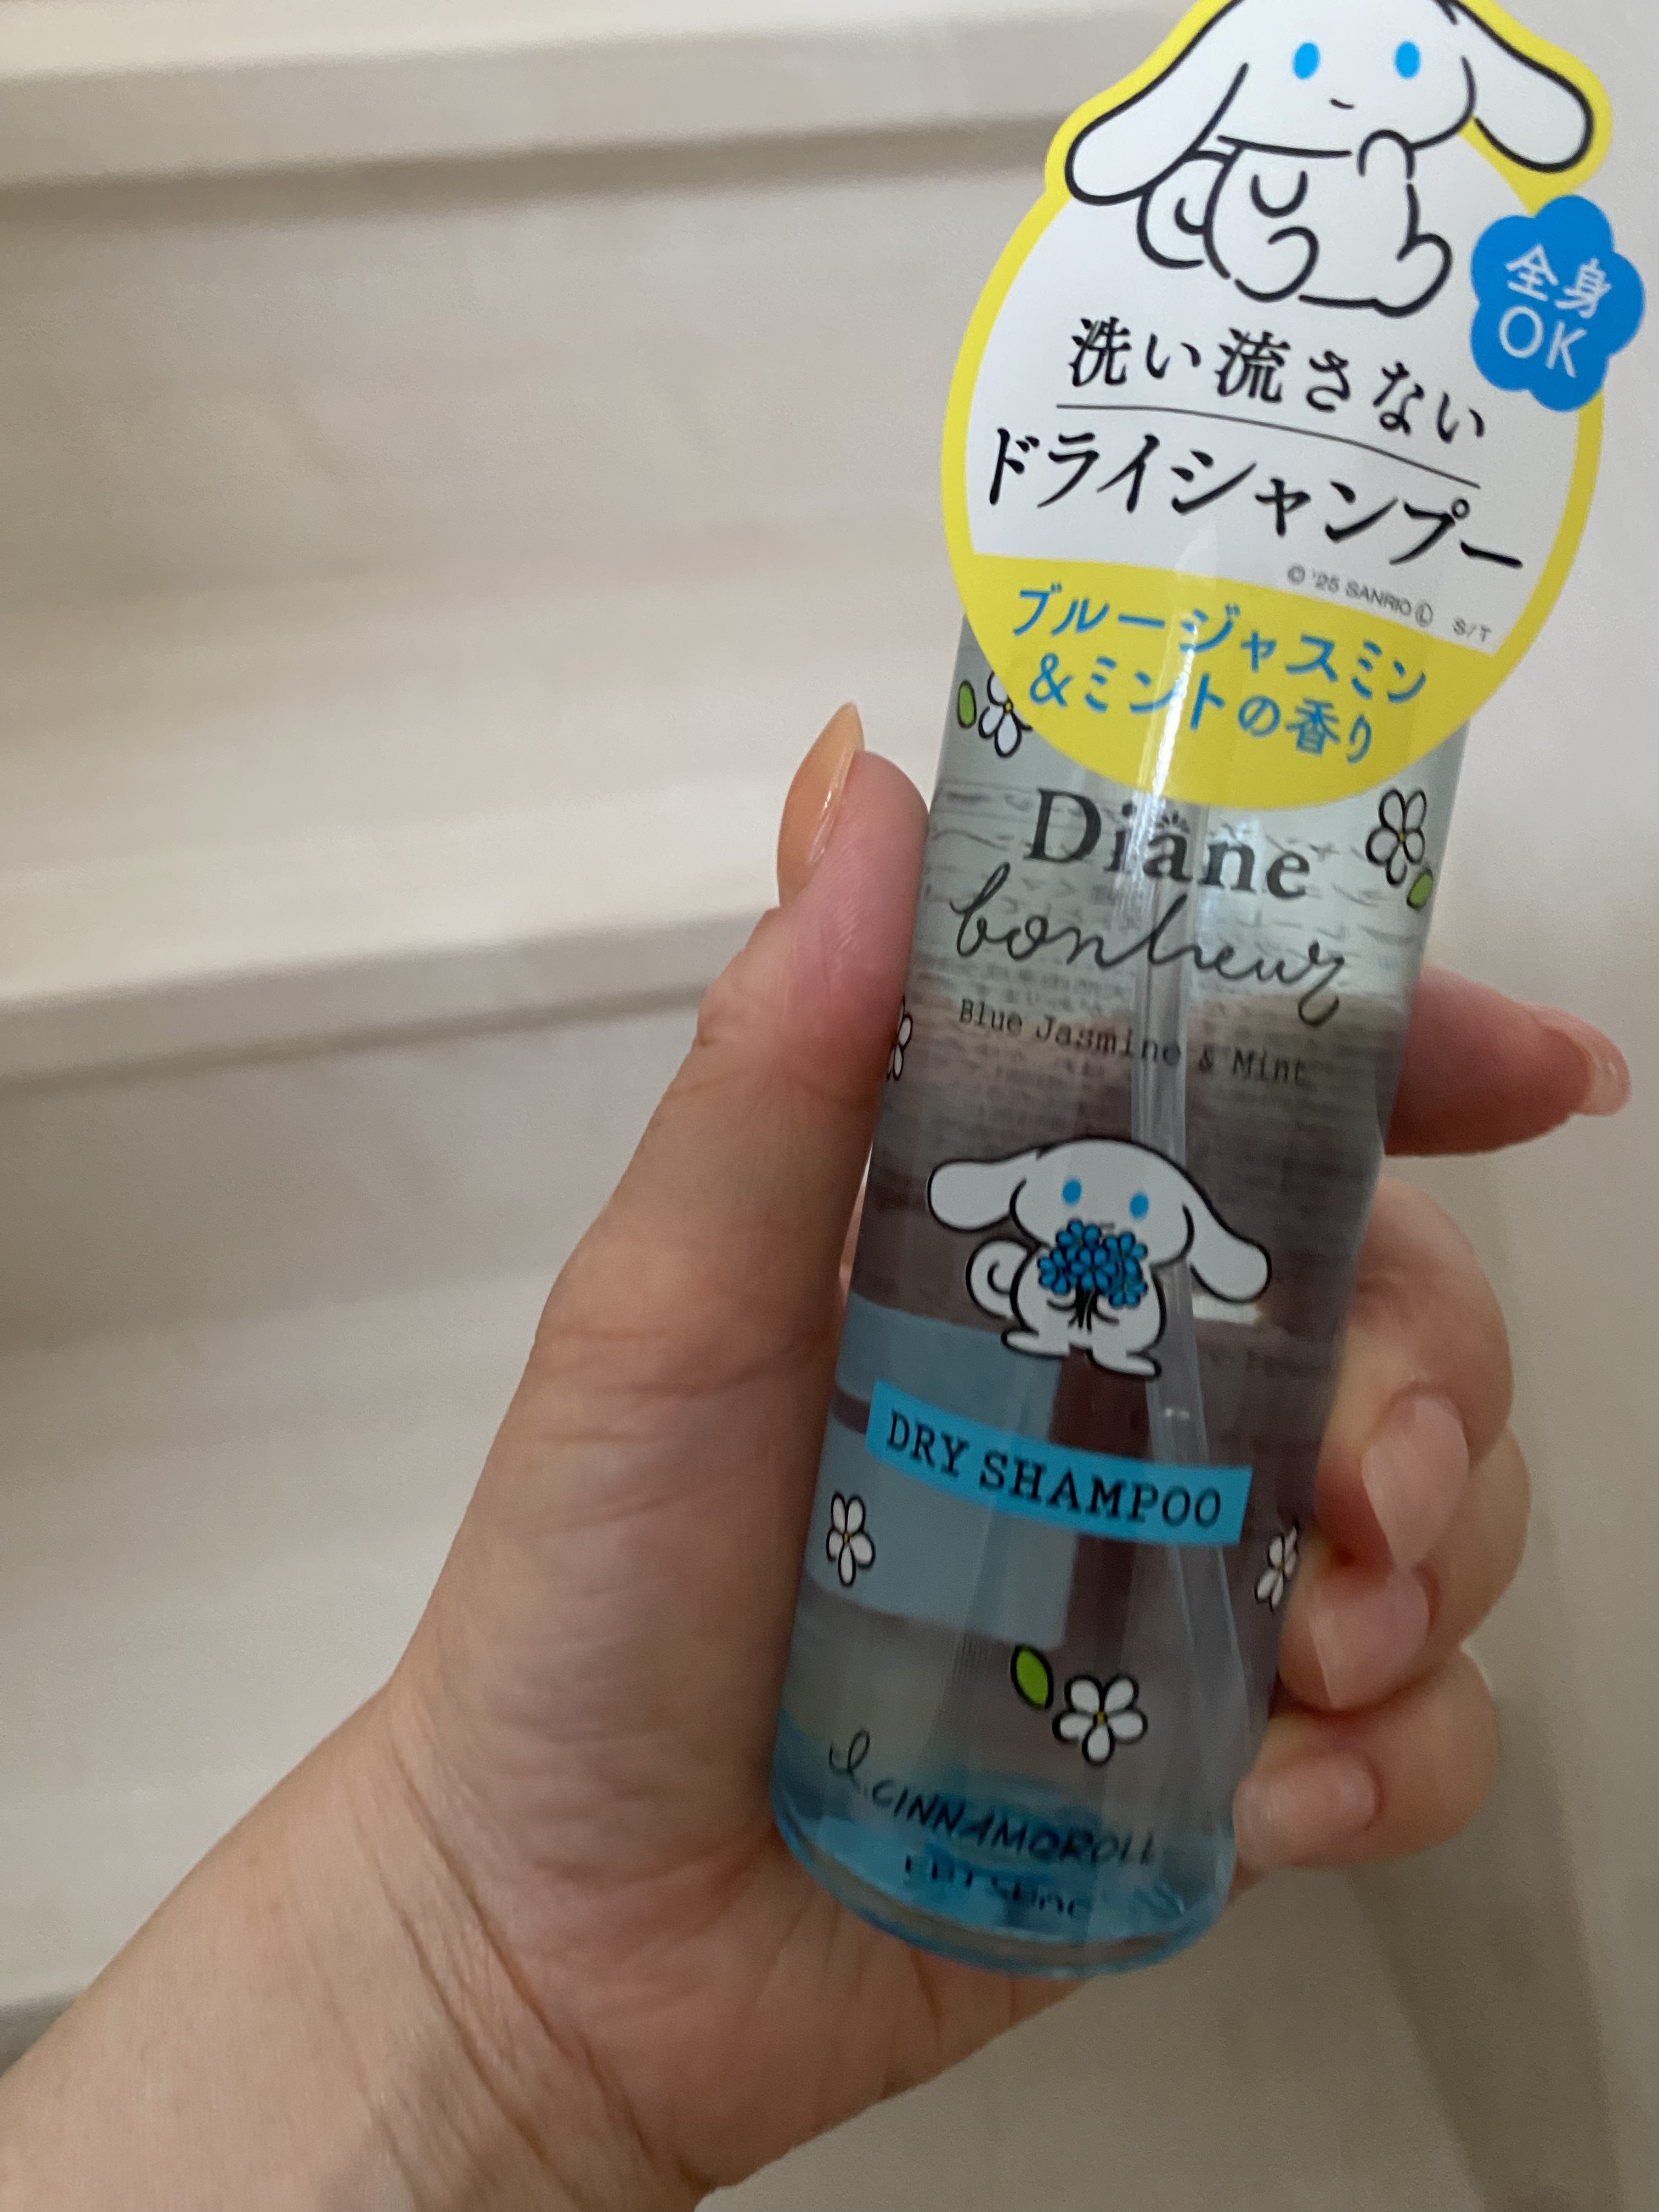 全身
OK
洗い流さない
ドライシャンプー
© '25 SANRIO Ⓛ S/T
ブルージャスミン
&ミントの香り
Diane
bonheur
Blue Jasmine & Mint
DRY SHAMPOO
CINNAMOROLL